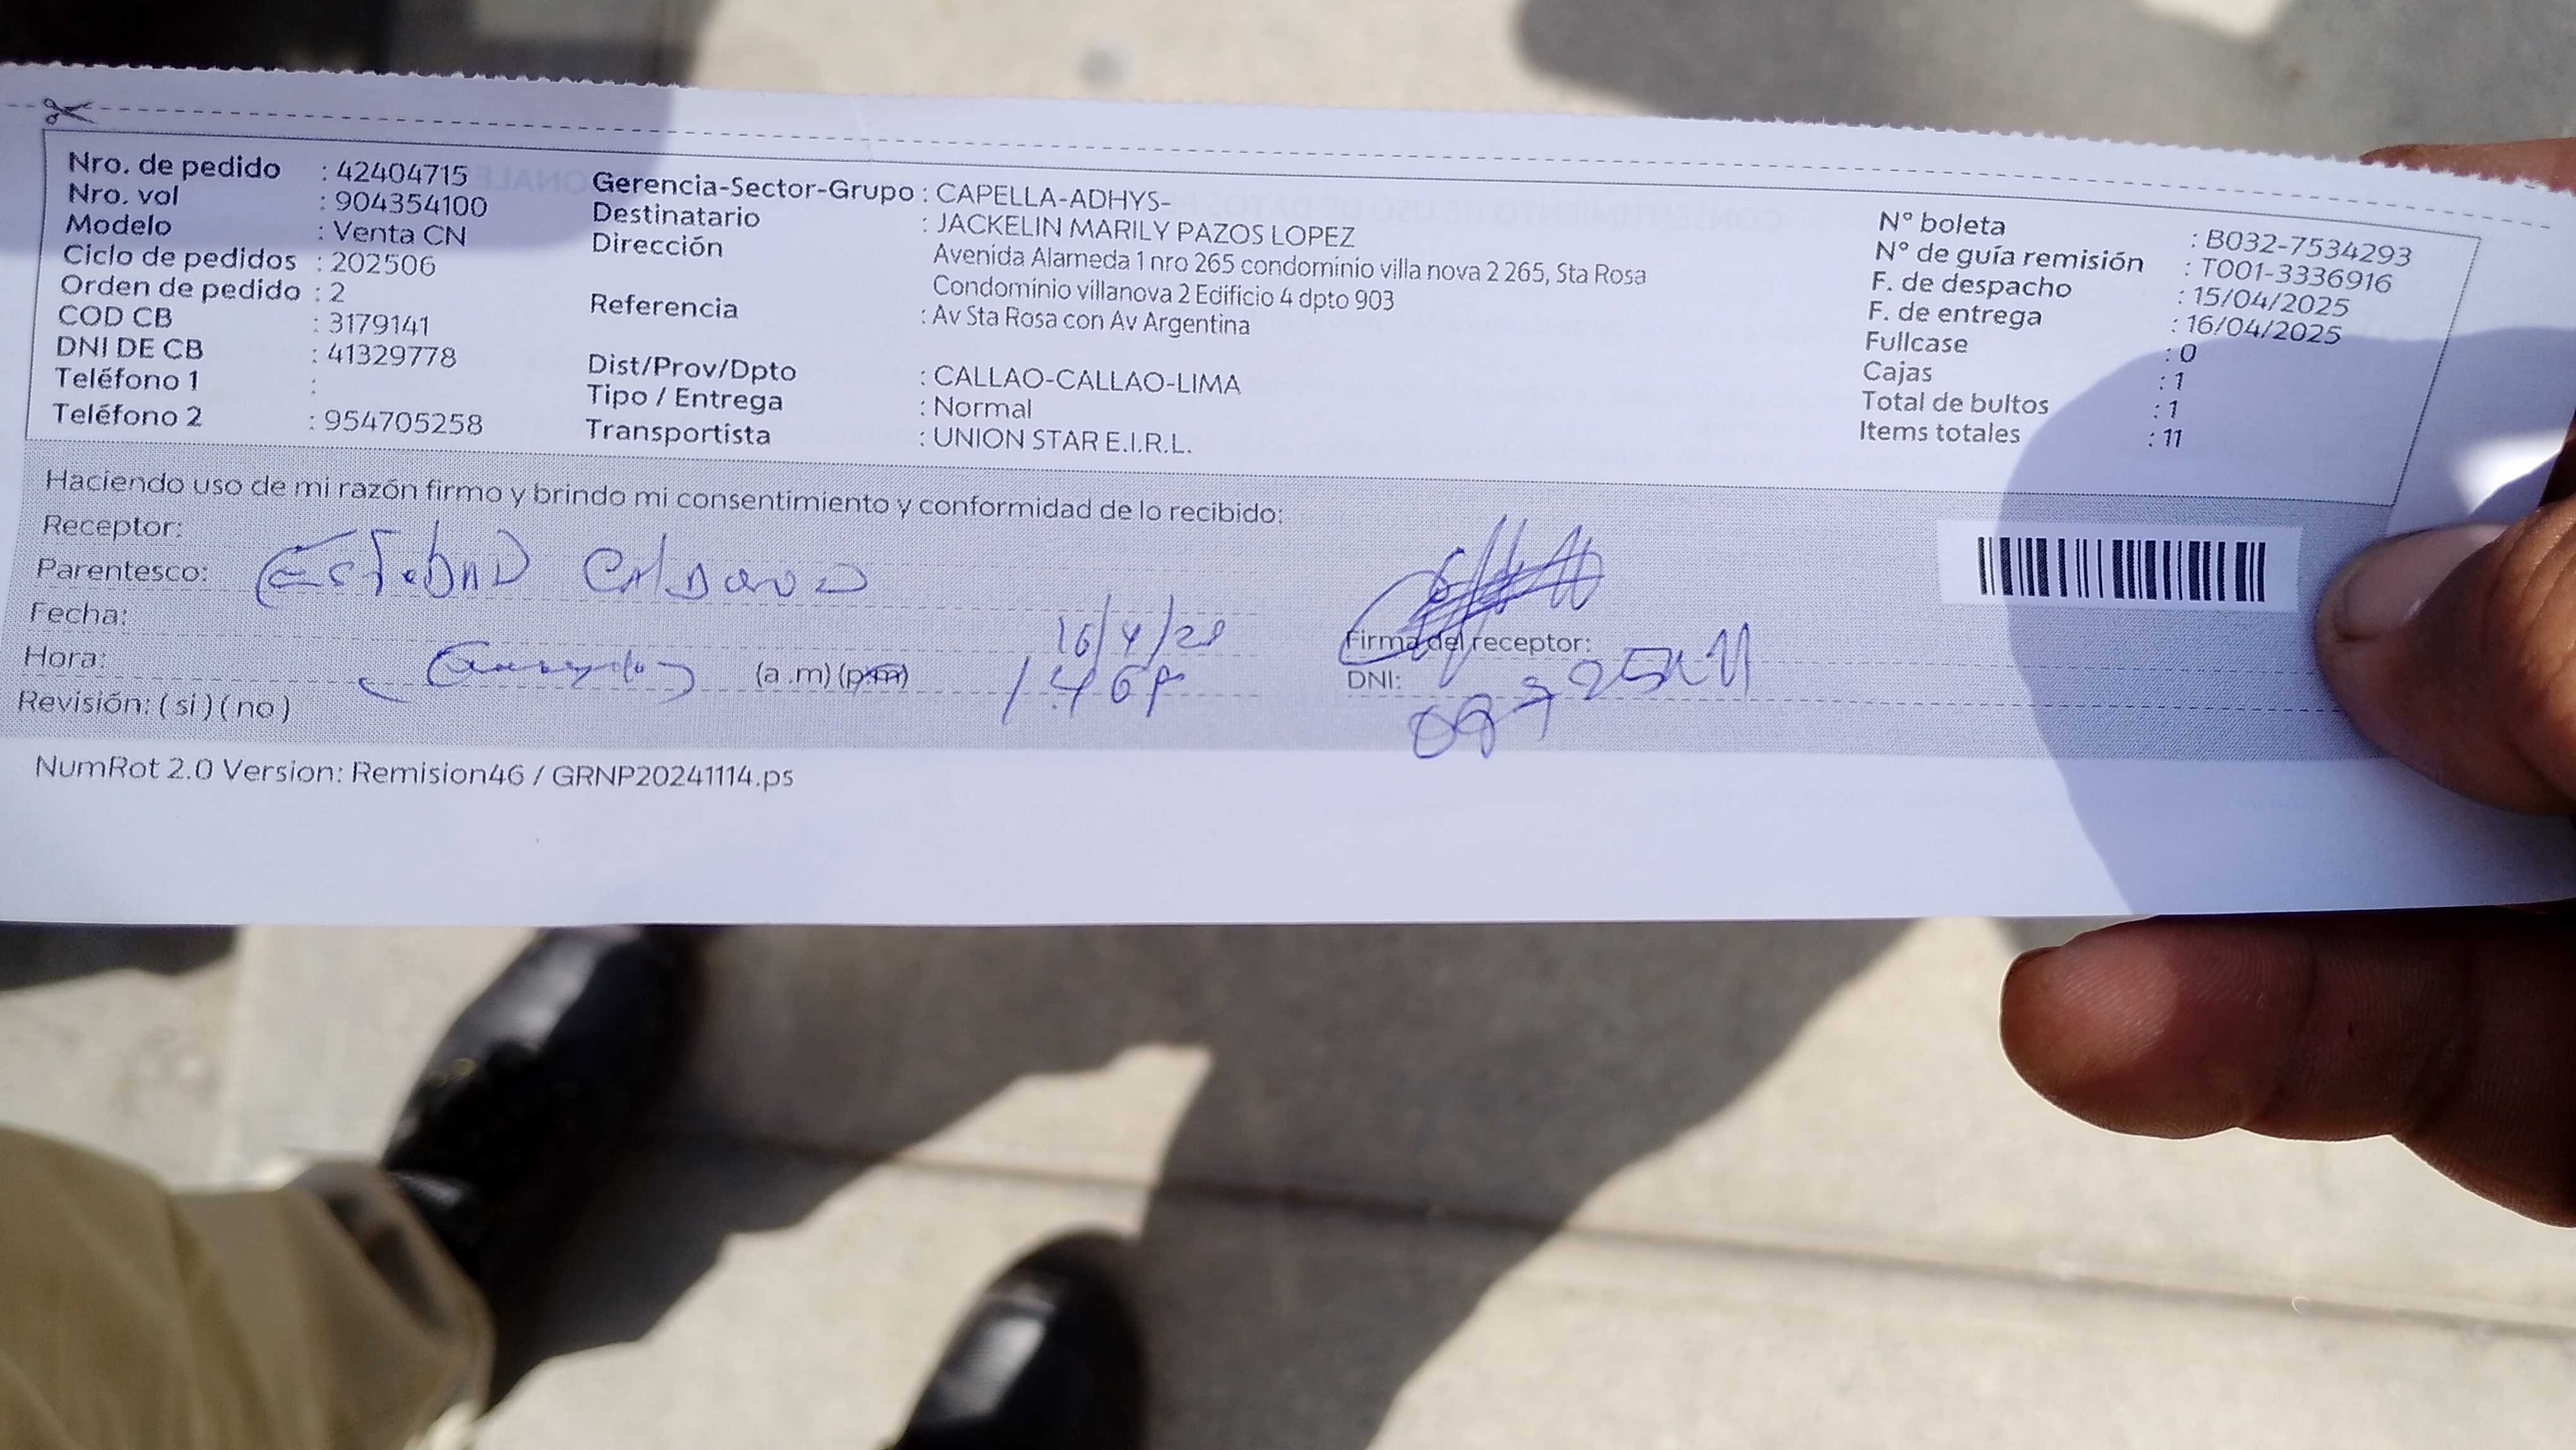 Nro. de pedido : 42404715
Nro. vol : 904354100
Modelo : Venta CN
Ciclo de pedidos : 202506
Orden de pedido : 2
COD CB : 3179141
DNI DE CB : 41329778
Teléfono 1 :
Teléfono 2 : 954705258
Gerencia-Sector-Grupo : CAPELLA-ADHYS-
Destinatario : JACKELIN MARILY PAZOS LOPEZ
Dirección Avenida Alameda 1 nro 265 condominio villa nova 2 265, Sta Rosa
Condominio villanova 2 Edificio 4 dpto 903
Referencia : Av Sta Rosa con Av Argentina
Dist/Prov/Dpto : CALLAO-CALLAO-LIMA
Tipo / Entrega : Normal
Transportista : UNION STAR E.I.R.L.
N° boleta : B032-7534293
N° de guía remisión : T001-3336916
F. de despacho : 15/04/2025
F. de entrega : 16/04/2025
Fullcase : 0
Cajas : 1
Total de bultos : 1
Items totales : 11
Haciendo uso de mi razón firmo y brindo mi consentimiento y conformidad de lo recibido:
Receptor:
Parentesco:
Fecha: 16/4/
Hora: (a .m) (p.m)
Revisión: ( si ) ( no )
Firma del receptor:
DNI:
NumRot 2.0 Version: Remision46 / GRNP20241114.ps